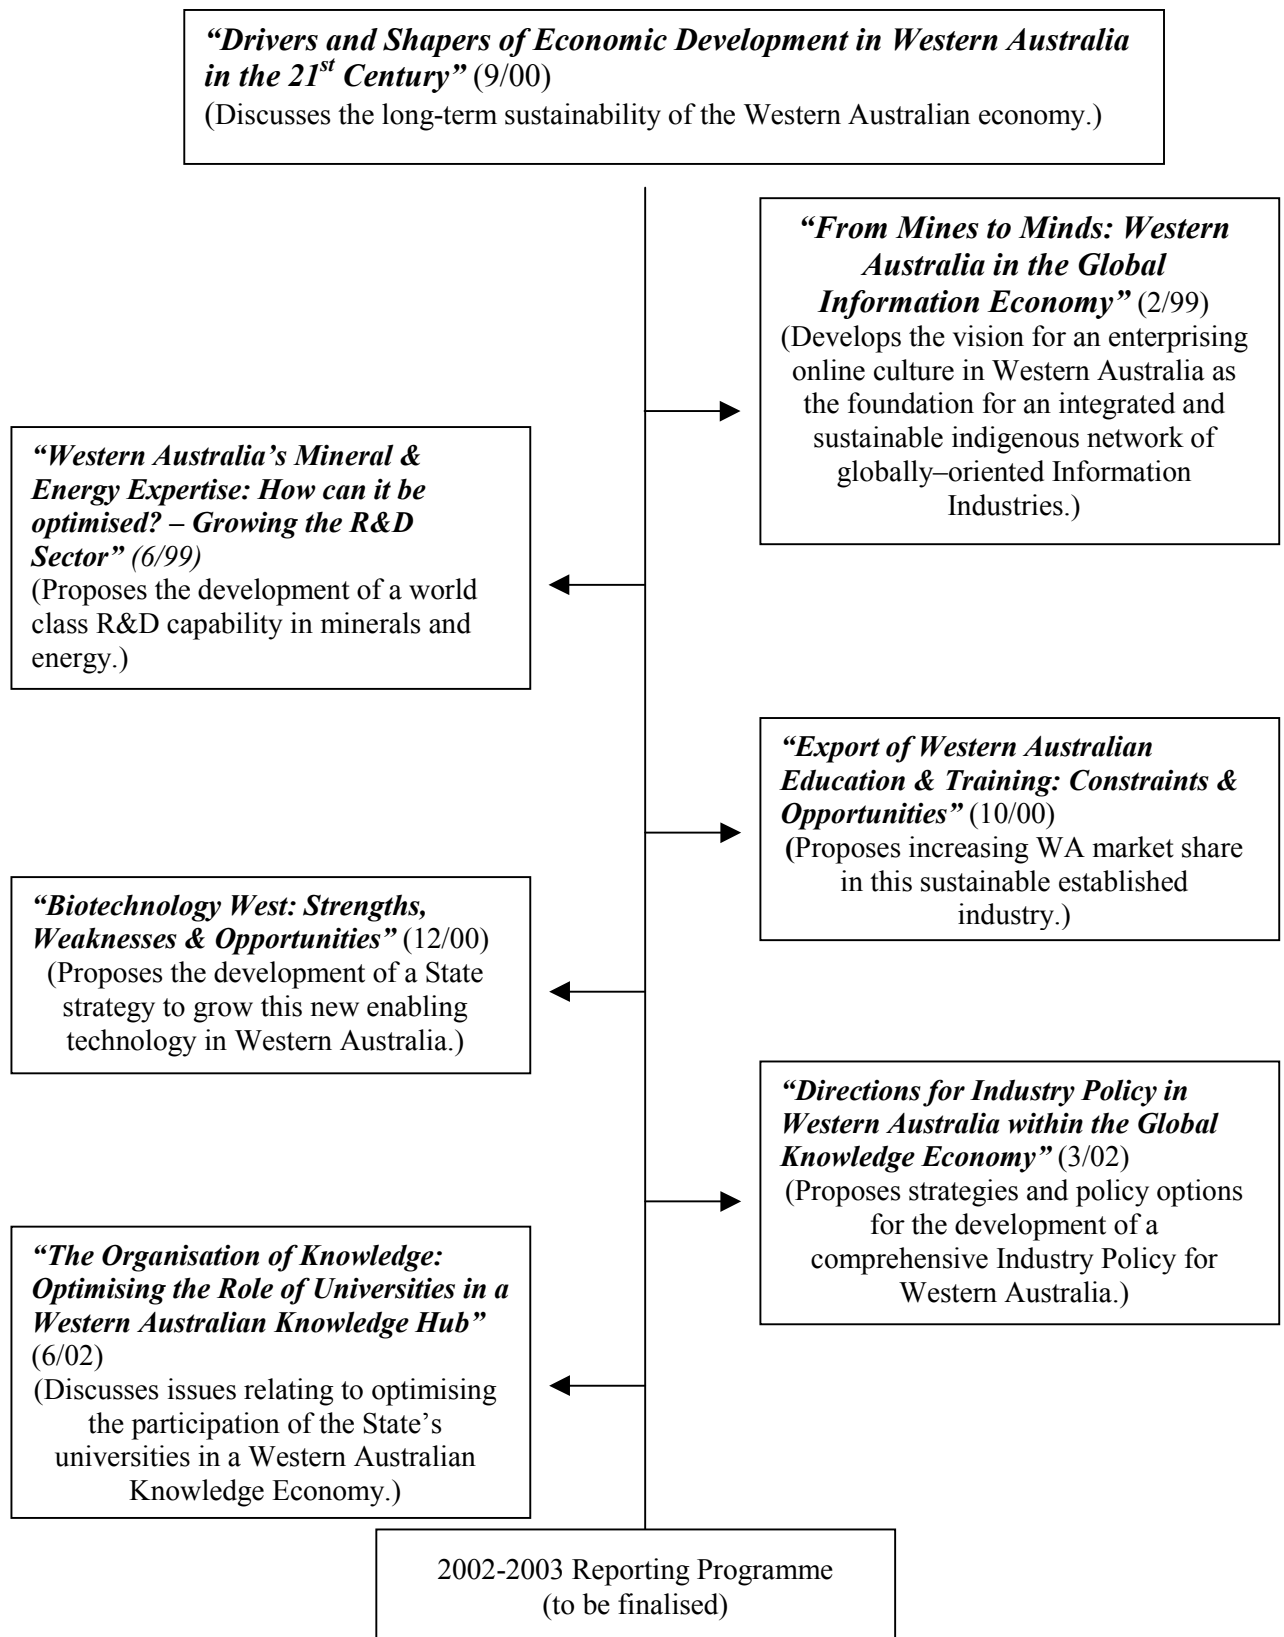 “Drivers and Shapers of Economic Development in Western Australia
in the 21st Century” (9/00)
(Discusses the long-term sustainability of the Western Australian economy.)
“From Mines to Minds: Western
Australia in the Global
Information Economy” (2/99)
(Develops the vision for an enterprising
online culture in Western Australia as
the foundation for an integrated and
sustainable indigenous network of
globally–oriented Information
Industries.)
“Western Australia’s Mineral &
Energy Expertise: How can it be
optimised? – Growing the R&D
Sector” (6/99)
(Proposes the development of a world
class R&D capability in minerals and
energy.)
“Export of Western Australian
Education & Training: Constraints &
Opportunities” (10/00)
(Proposes increasing WA market share
in this sustainable established
industry.)
“Biotechnology West: Strengths,
Weaknesses & Opportunities” (12/00)
(Proposes the development of a State
strategy to grow this new enabling
technology in Western Australia.)
“Directions for Industry Policy in
Western Australia within the Global
Knowledge Economy” (3/02)
(Proposes strategies and policy options
for the development of a
comprehensive Industry Policy for
Western Australia.)
“The Organisation of Knowledge:
Optimising the Role of Universities in a
Western Australian Knowledge Hub”
(6/02)
(Discusses issues relating to optimising
the participation of the State’s
universities in a Western Australian
Knowledge Economy.)
2002-2003 Reporting Programme
(to be finalised)